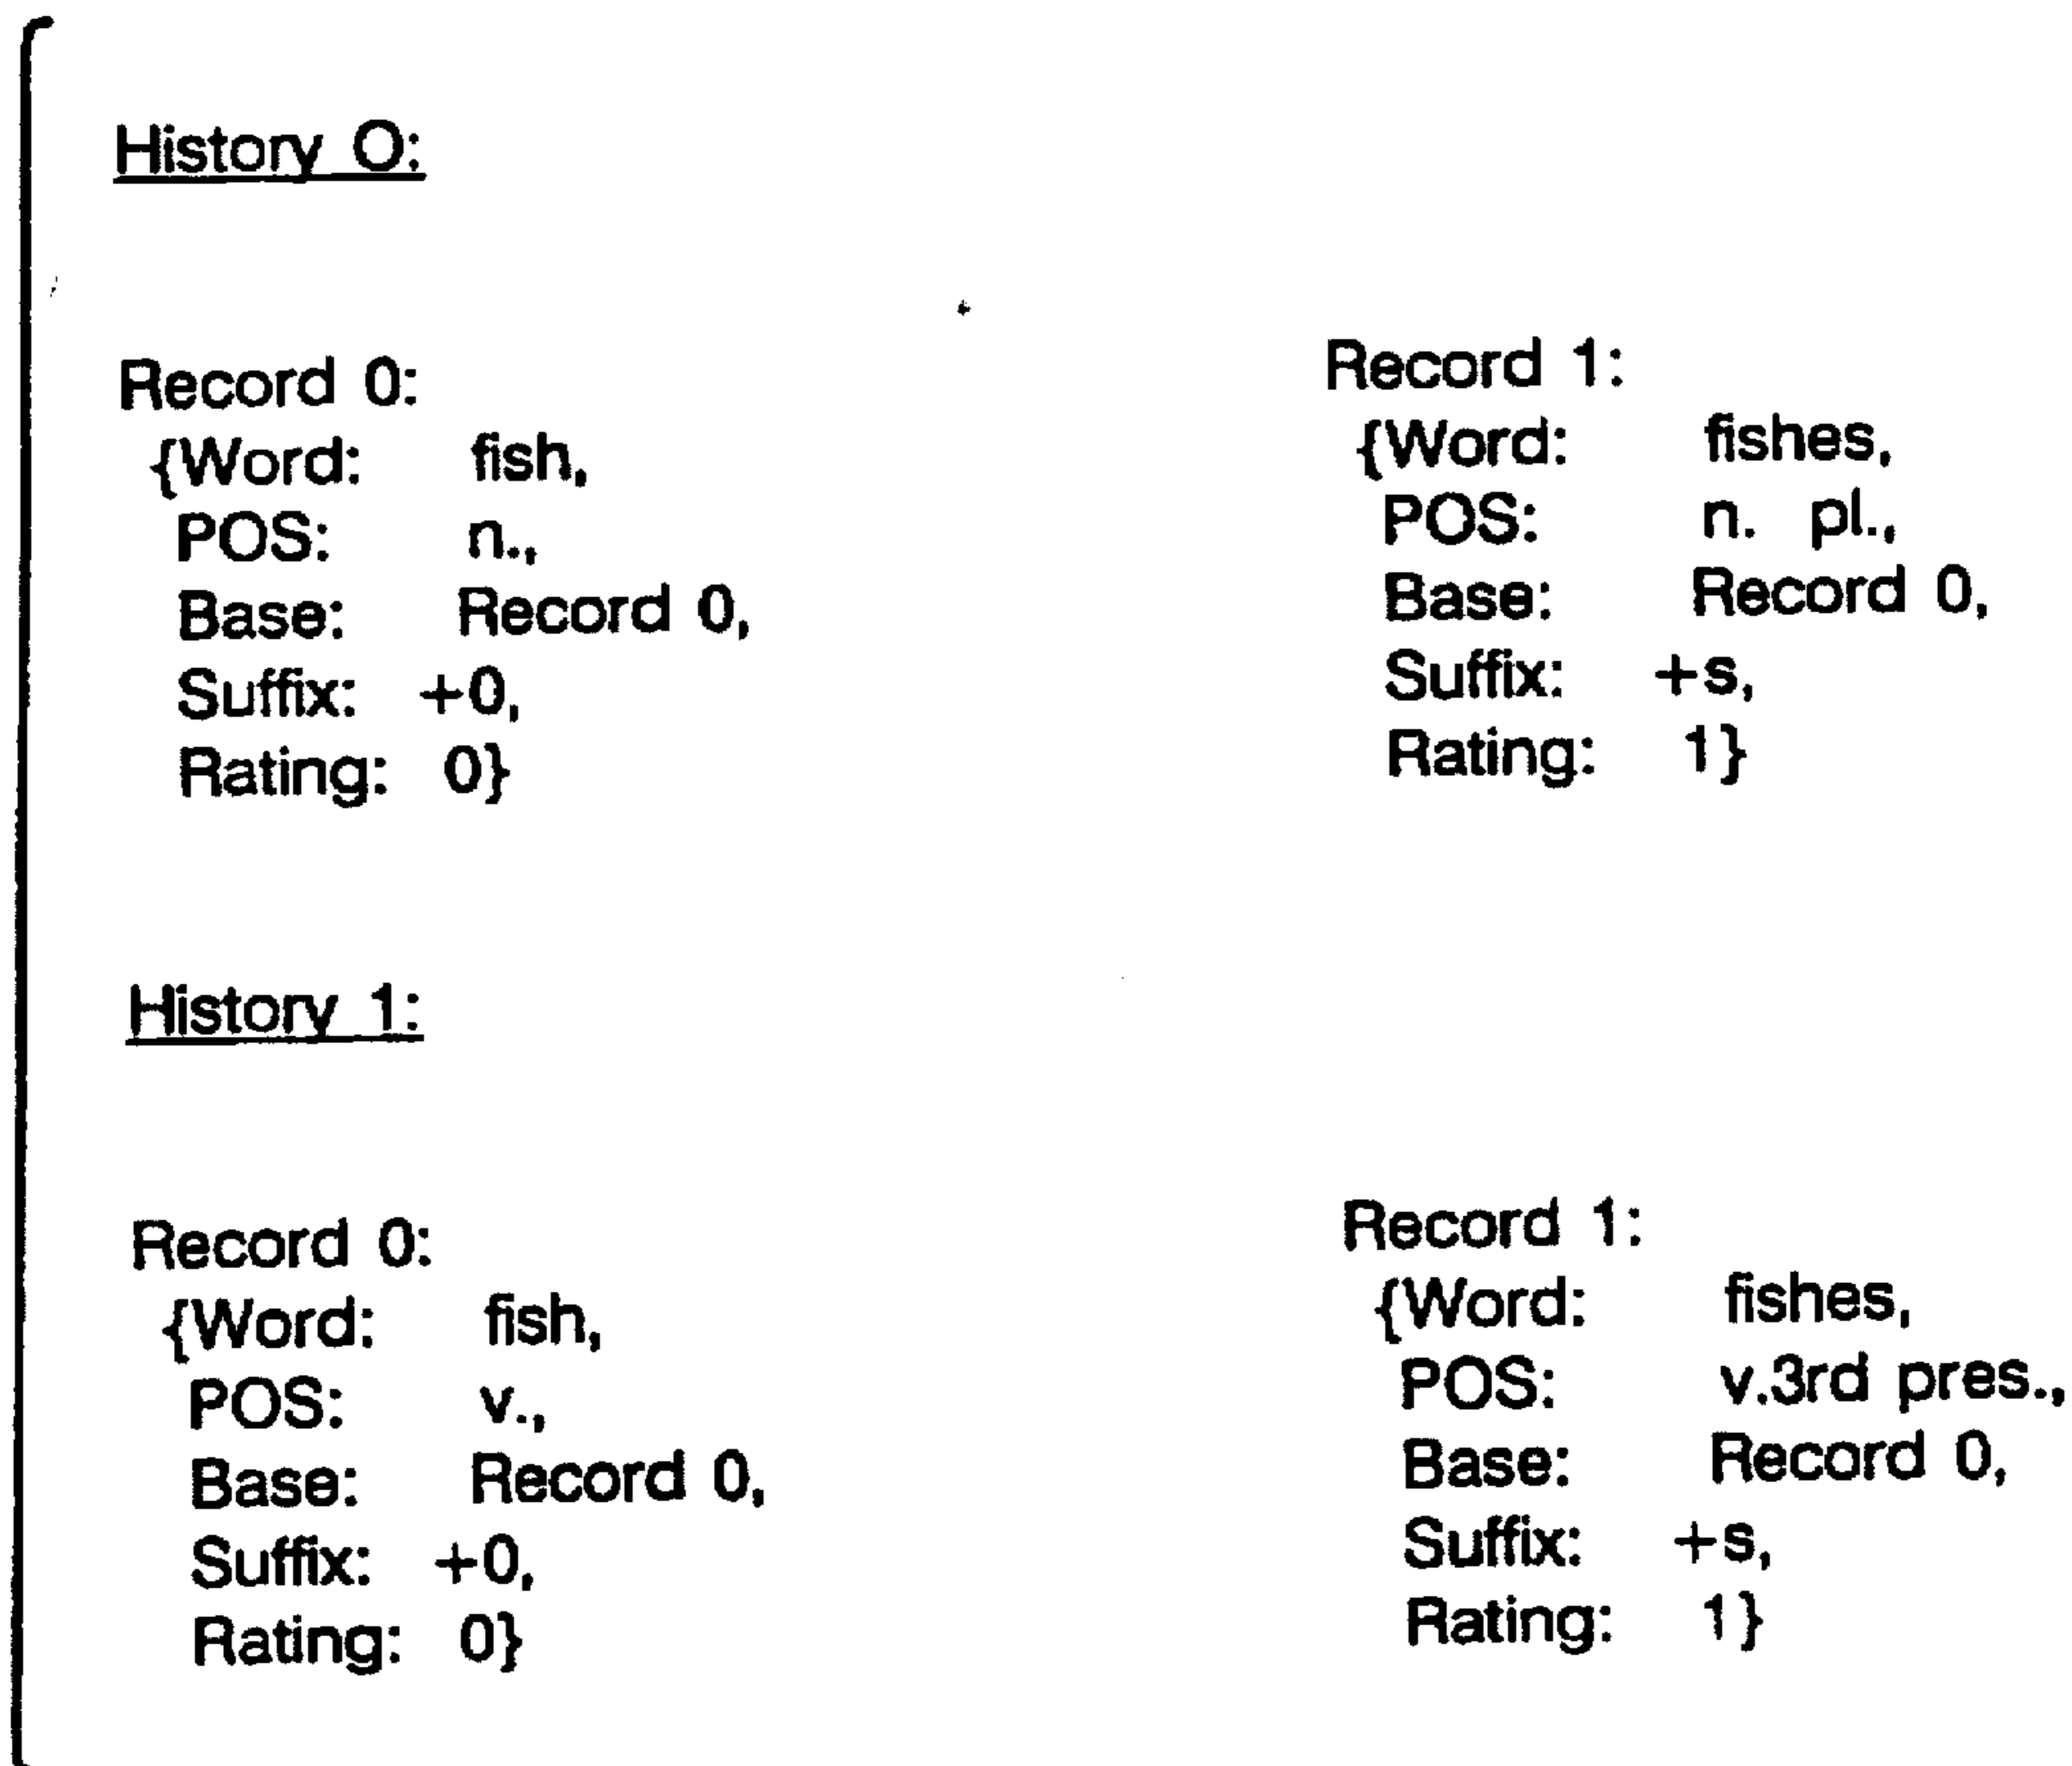 History O:
Record 0:
{Word: fish,
POS: n.,
Base: Record 0,
Suffix: +0,
Rating: 0}
Record 1:
{Word: fishes,
POS: n. pl.,
Base: Record 0,
Suffix: +s,
Rating: 1}
History 1:
Record 0:
{Word: fish,
POS: v.,
Base: Record 0,
Suffix: +0,
Rating: 0}
Record 1:
{Word: fishes,
POS: v.3rd pres.,
Base: Record 0,
Suffix: +s,
Rating: 1}